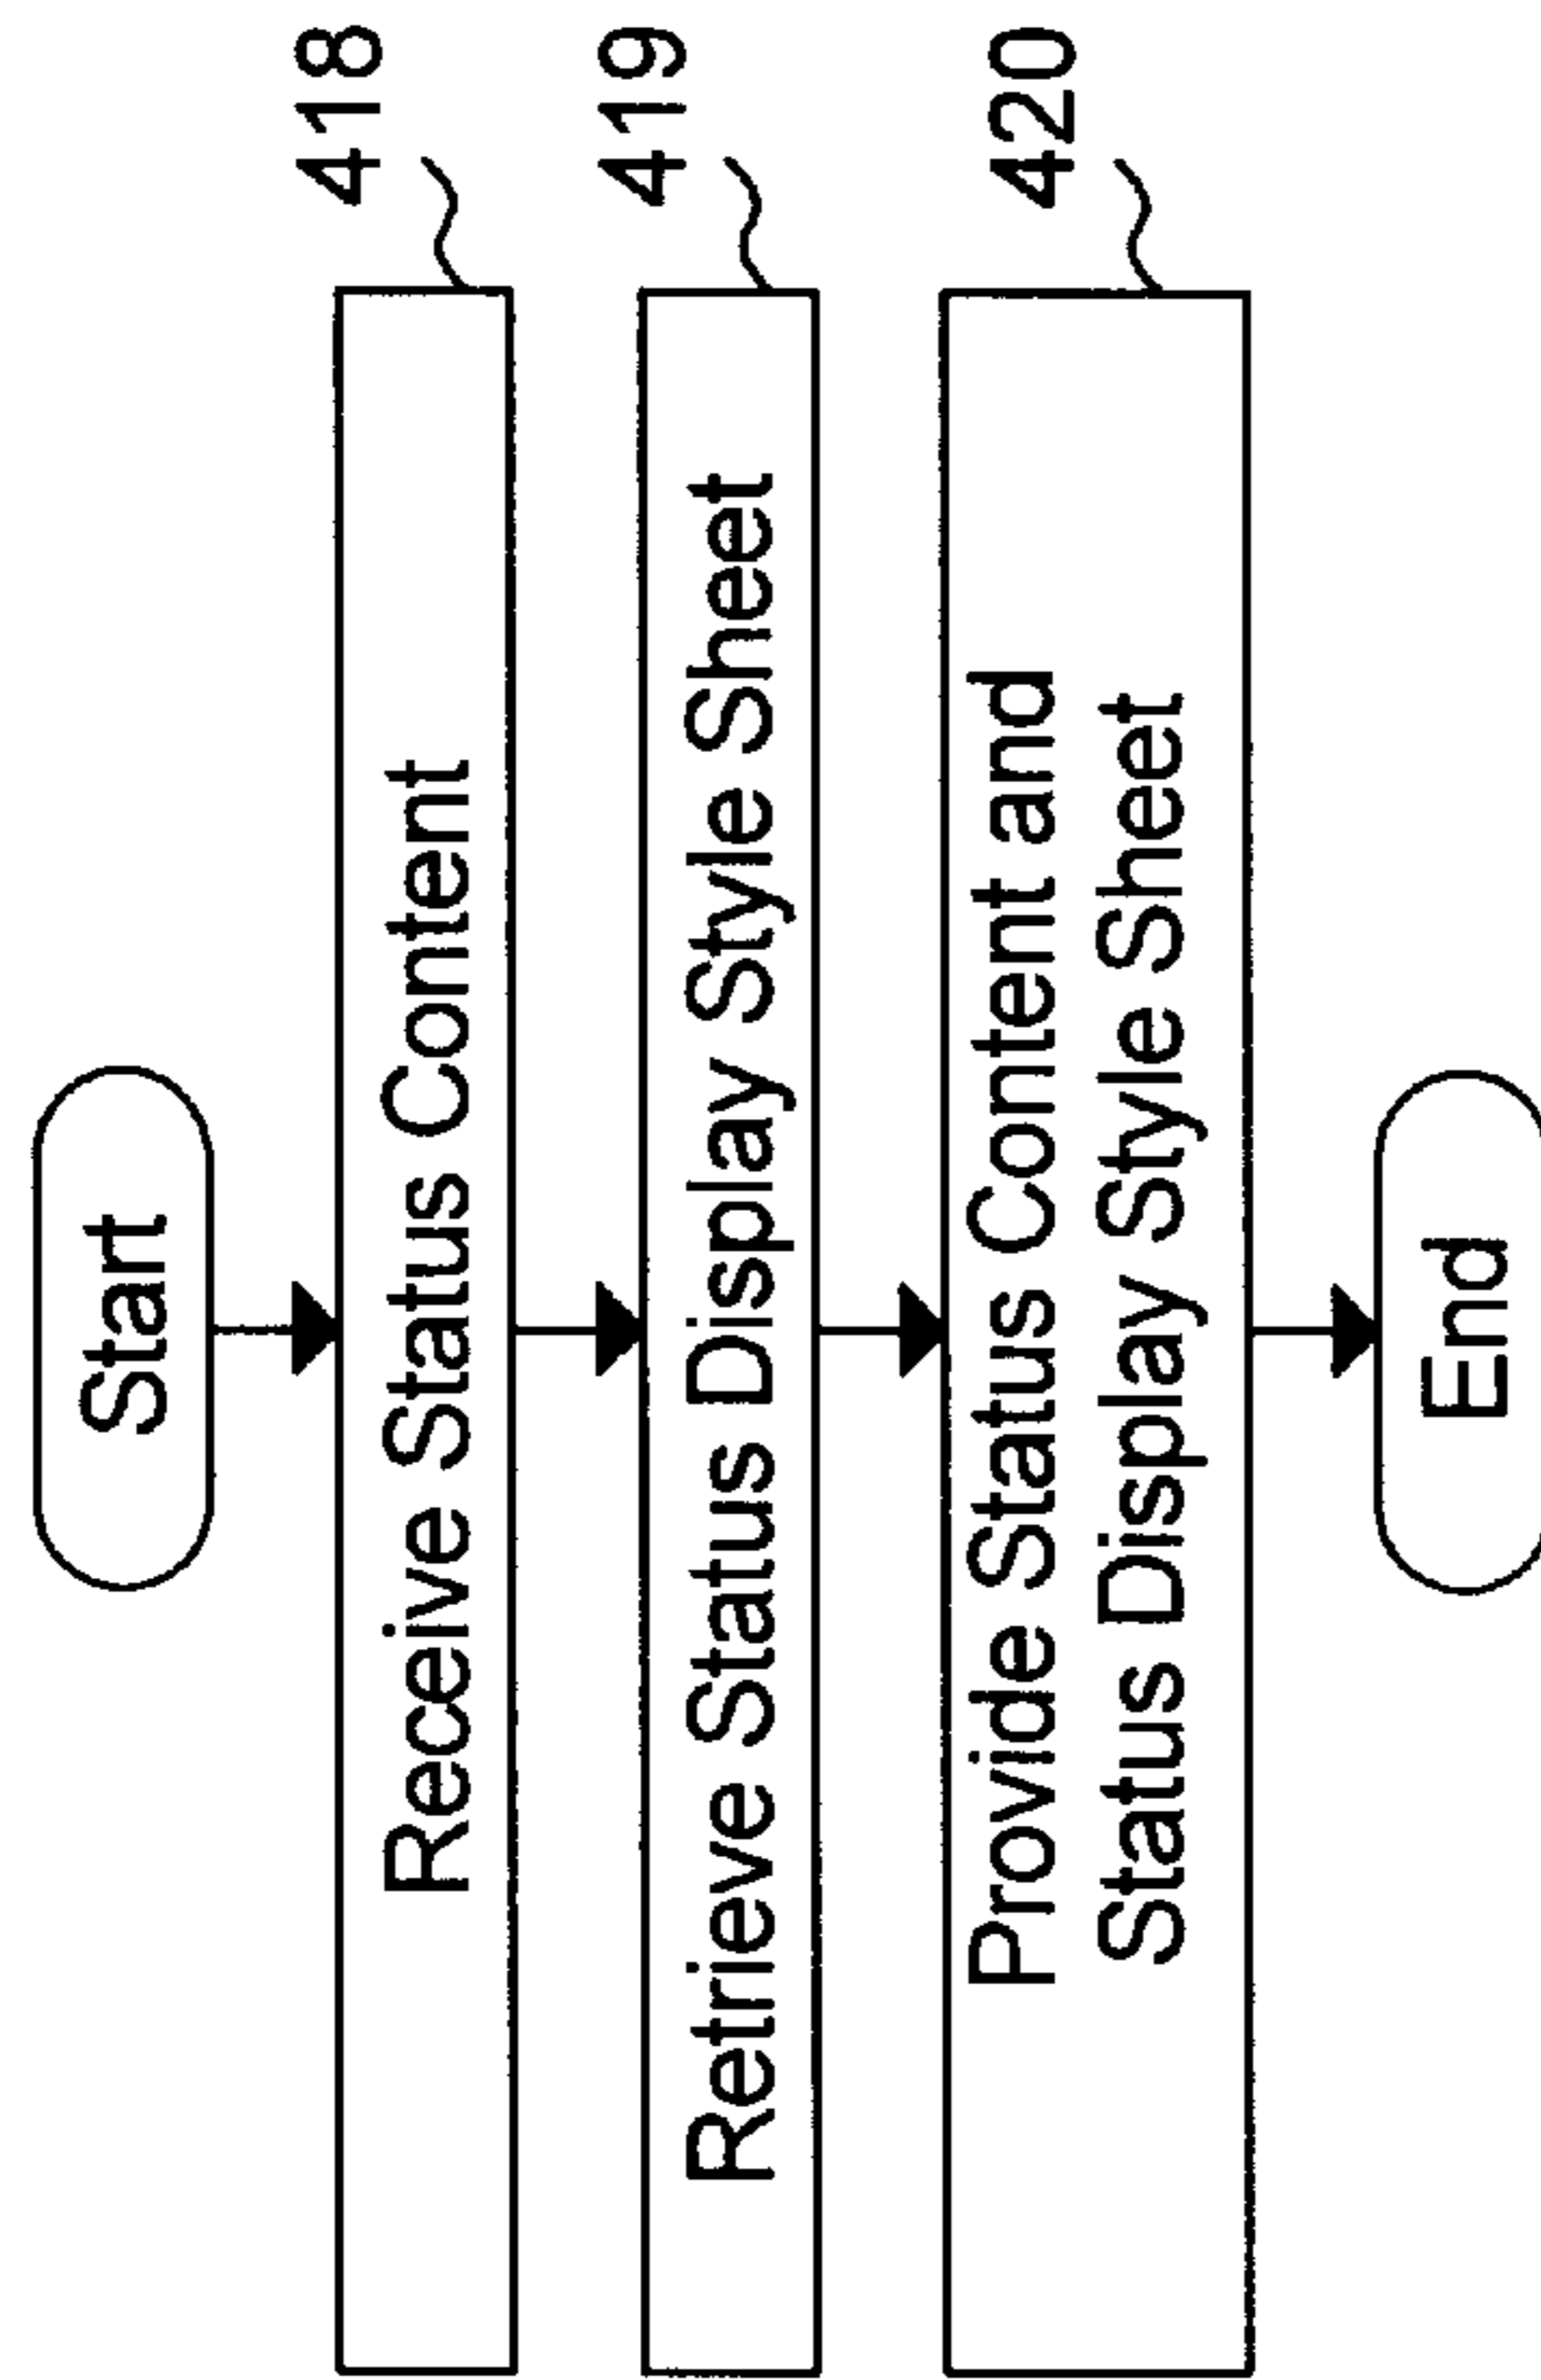 Start
418
Receive Status Content
419
Retrieve Status Display Style Sheet
420
Provide Status Content and
Status Display Style Sheet
End